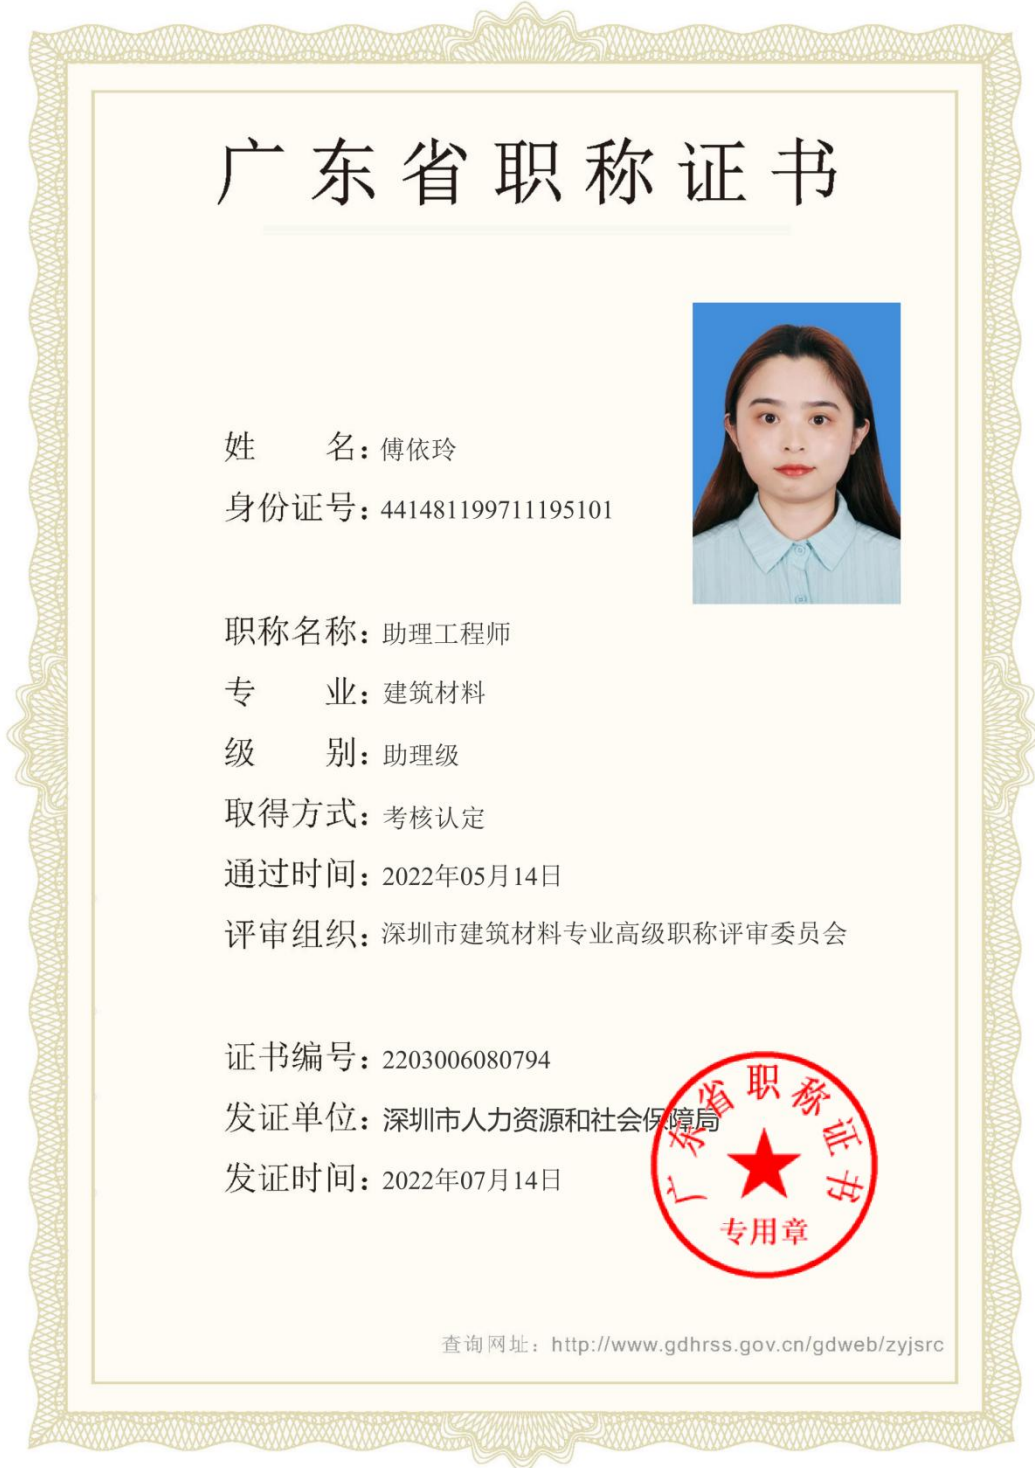 广东省职称证书
姓名：傅依玲
身份证号：441481199711195101
职称名称：助理工程师
专业：建筑材料
级别：助理级
取得方式：考核认定
通过时间：2022年05月14日
评审组织：深圳市建筑材料专业高级职称评审委员会
证书编号：2203006080794
发证单位：深圳市人力资源和社会保障局
发证时间：2022年07月14日
广东省职称证书
专用章
查询网址：http://www.gdhrss.gov.cn/gdweb/zyjsrc